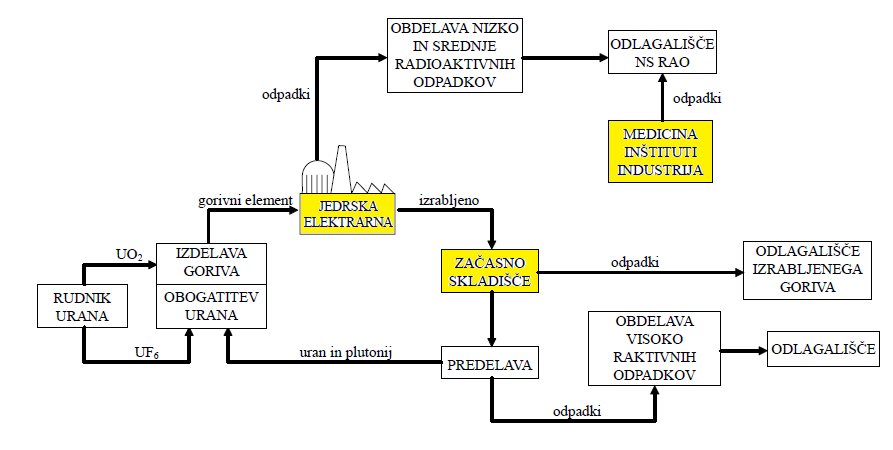 OBDELAVA NIZKO
IN SREDNJE
RADIOAKTIVNIH
ODPADKOV
ODLAGALIŠČE
NS RAO
odpadki
odpadki
MEDICINA
INŠTITUTI
INDUSTRIJA
gorivni element
JEDRSKA
ELEKTRARNA
izrabljeno
UO2
IZDELAVA
GORIVA
ZAČASNO
SKLADIŠČE
odpadki
ODLAGALIŠČE
IZRABLJENEGA
GORIVA
RUDNIK
URANA
OBOGATITEV
URANA
UF6
uran in plutonij
PREDELAVA
OBDELAVA
VISOKO
RAKTIVNIH
ODPADKOV
ODLAGALIŠČE
odpadki